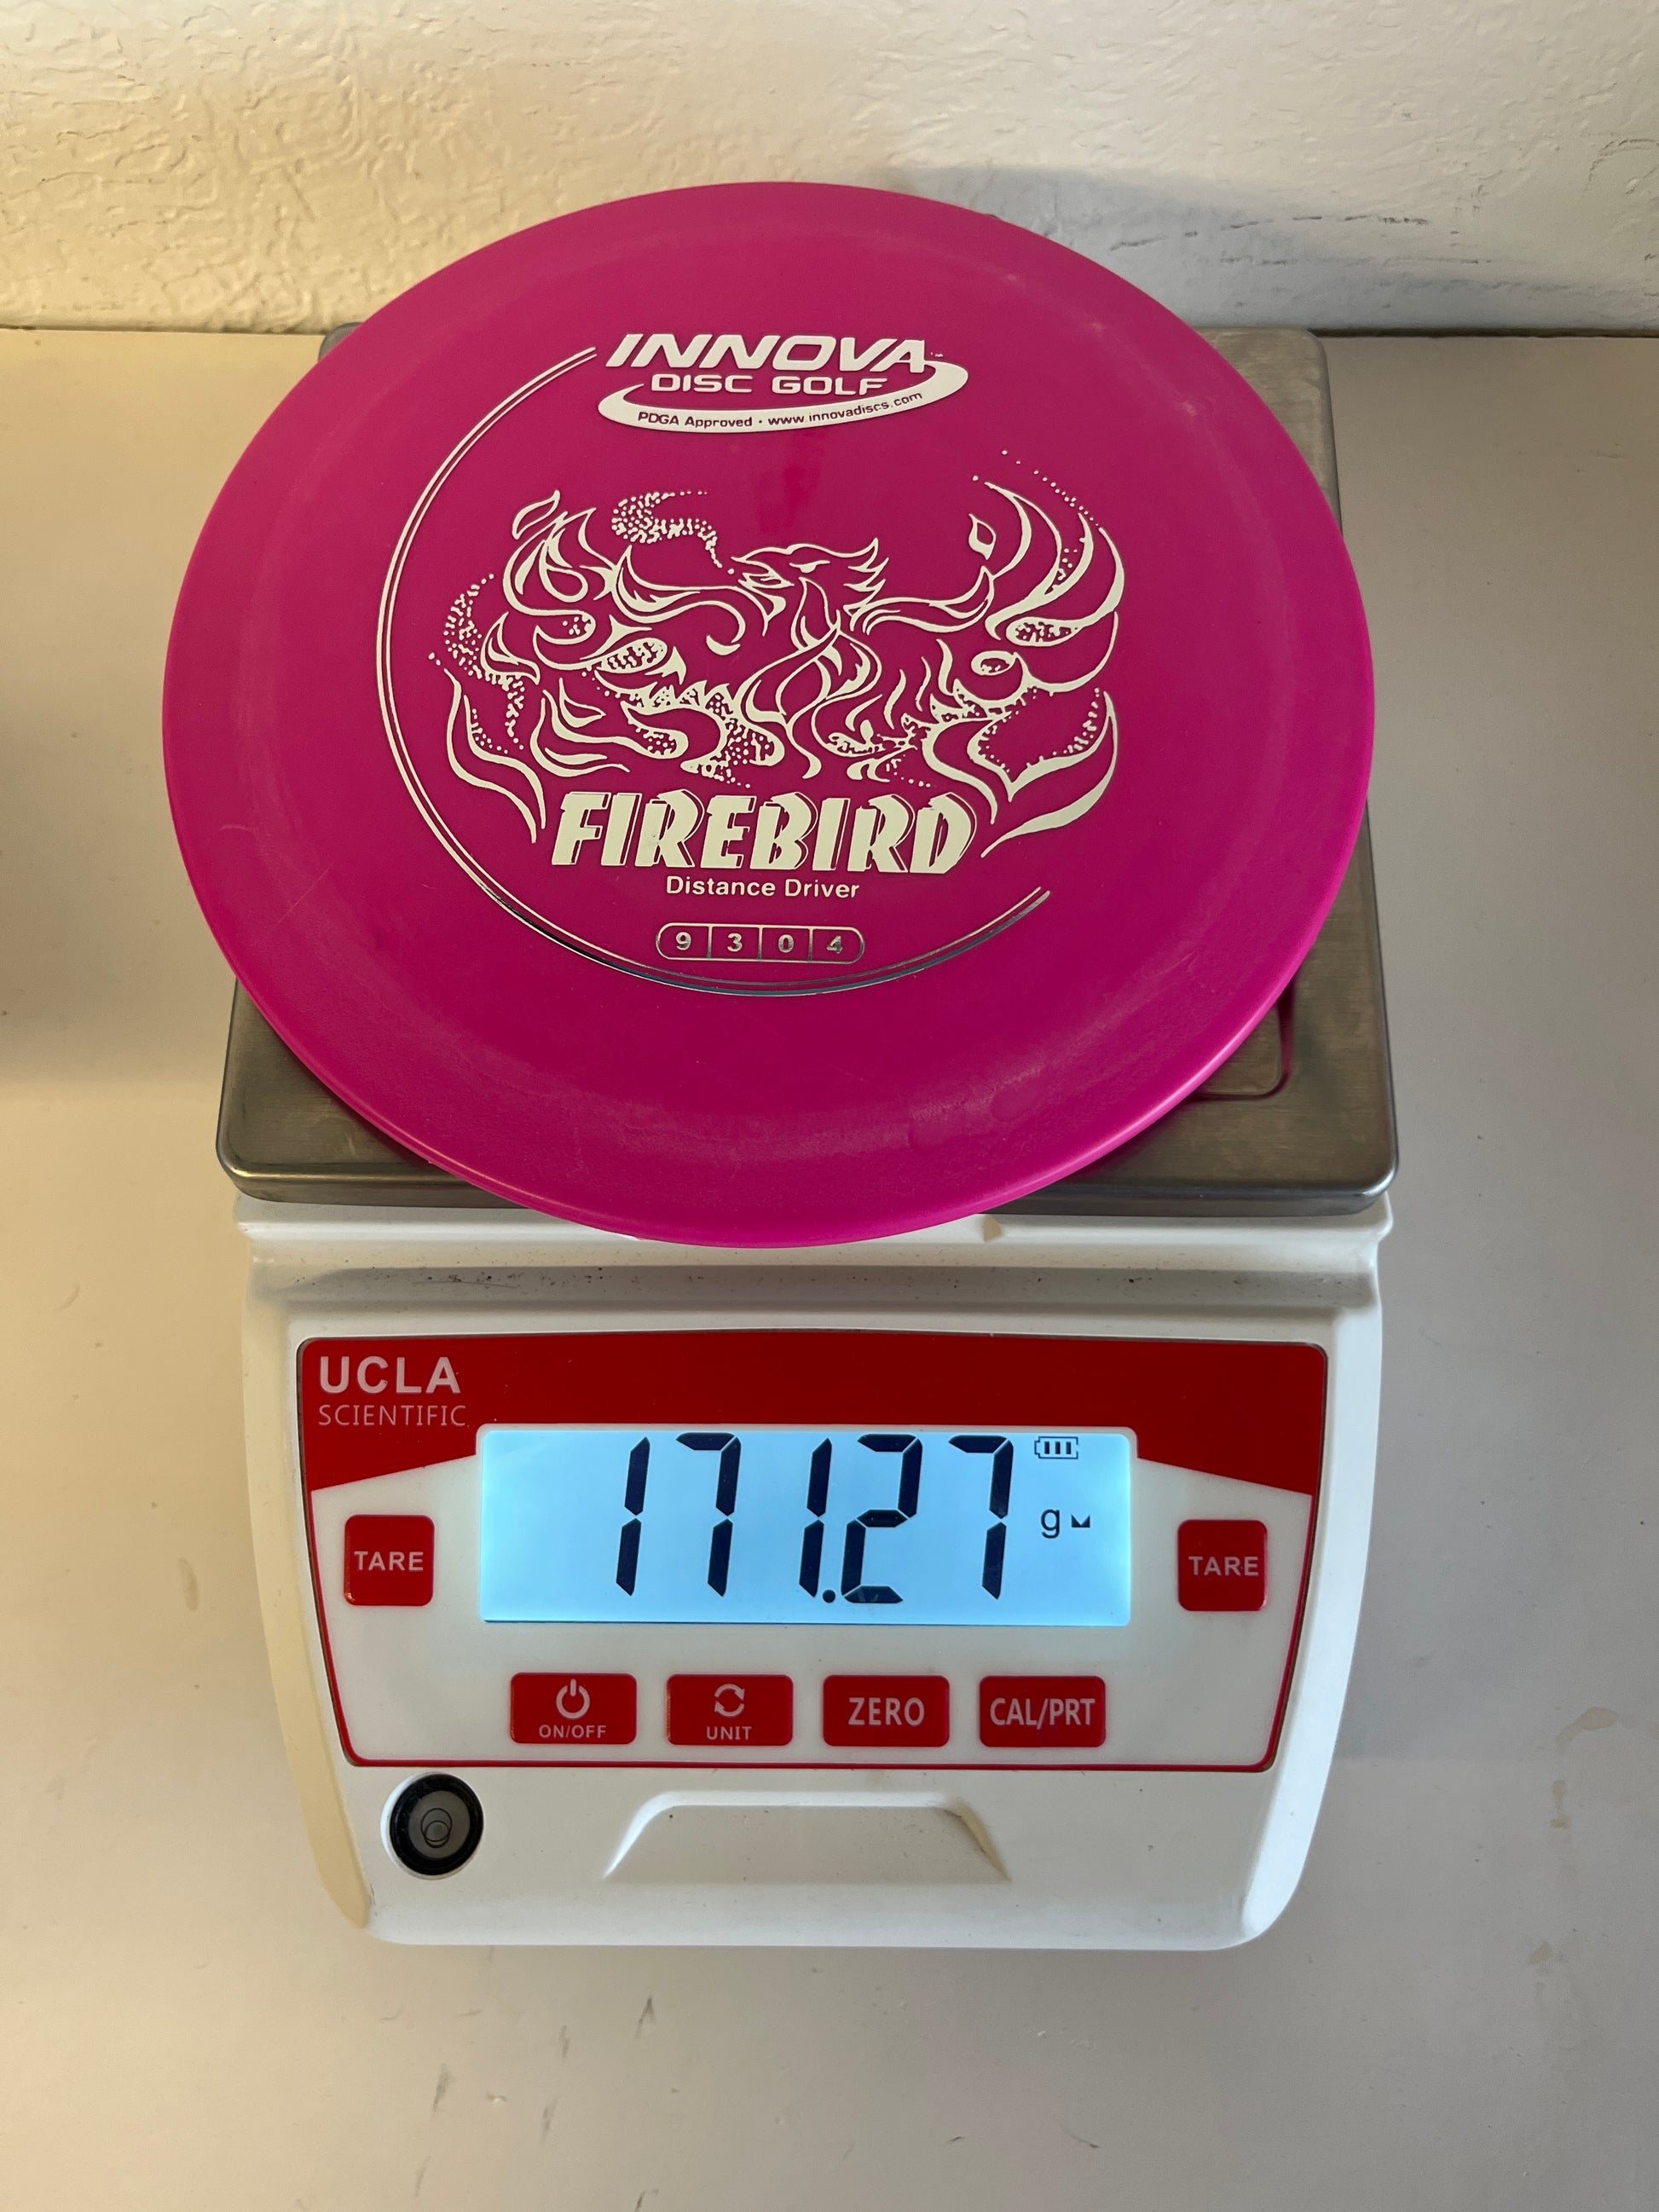 INNOVA
DISC GOLF
PDGA Approved • www.innovadiscs.com
FIREBIRD
Distance Driver
9 3 0 4
UCLA
SCIENTIFIC
171.27 g
TARE
TARE
ON/OFF
UNIT
ZERO
CAL/PRT